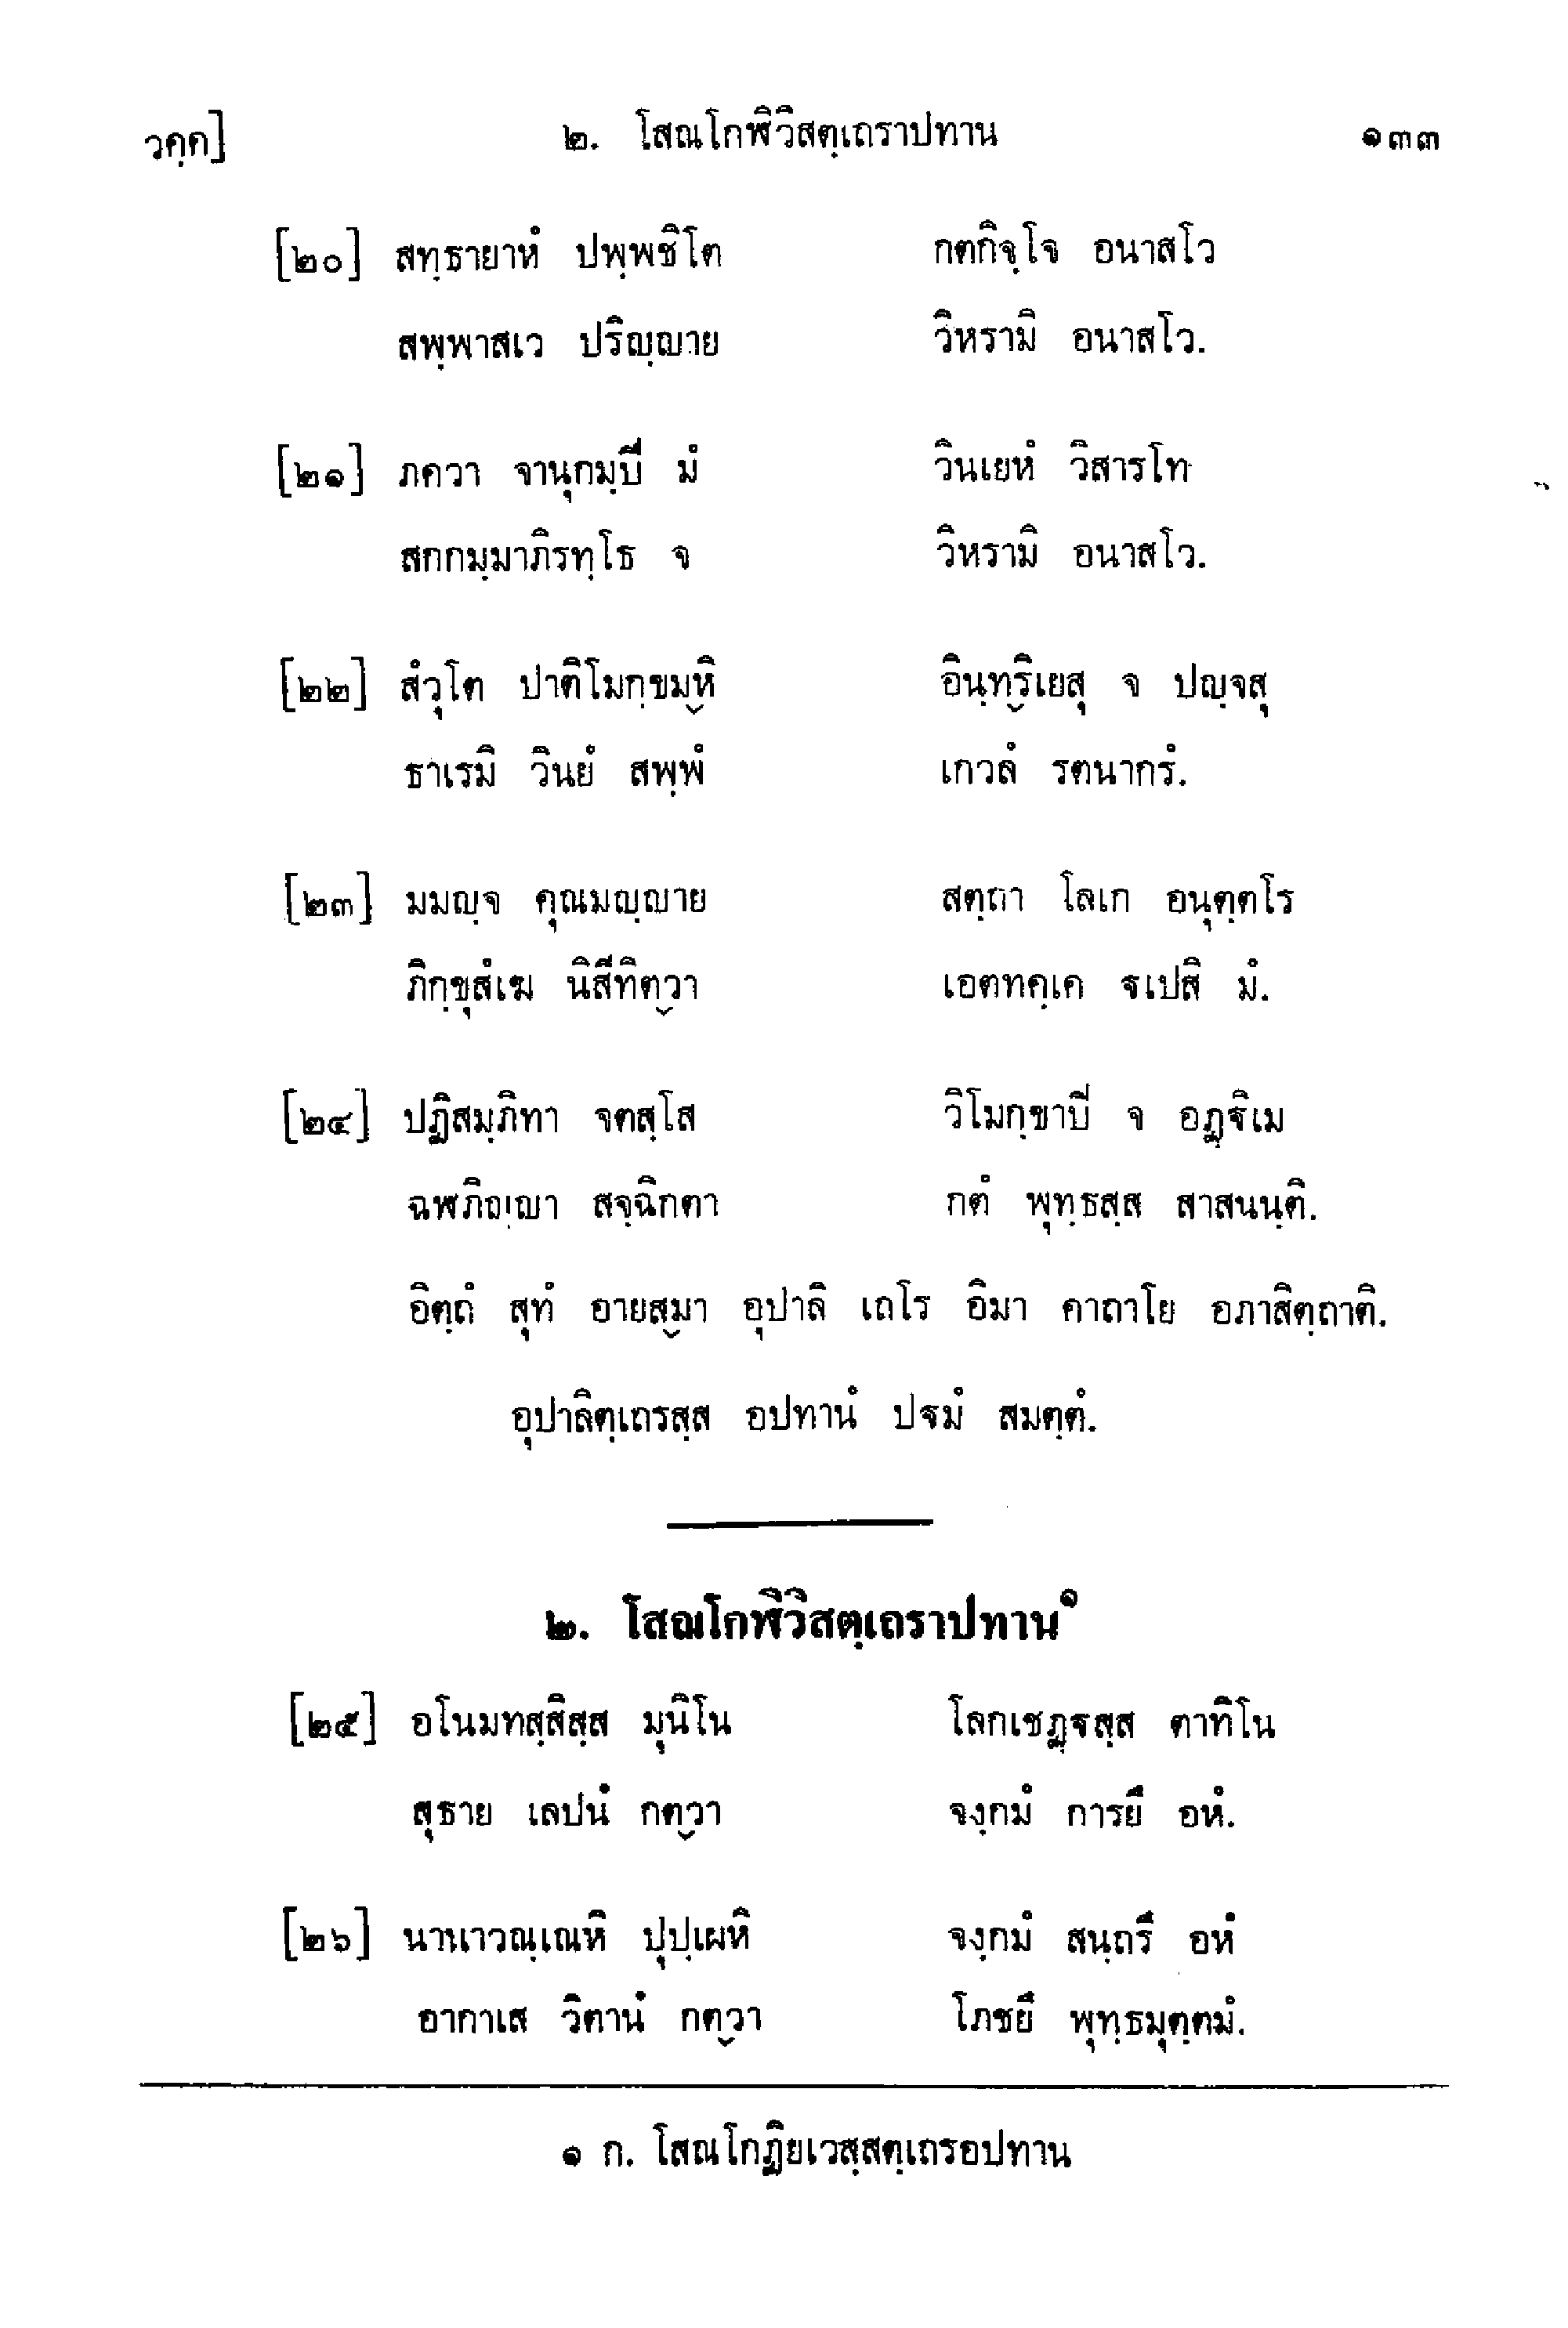 วคฺค] ๒. โสณโกฬิวิสตฺเถราปทาน ๑๓๓
[๒๐] สทฺธายาหํ ปพฺพชิโต กตกิจฺโจ อนาสโว
สพฺพาสเว ปริญฺญาย วิหรามิ อนาสโว.
[๒๑] ภควา จานุกมฺปี มํ วินเยหํ วิสารโท
สกกมฺมาภิรทฺโธ จ วิหรามิ อนาสโว.
[๒๒] สํวุโต ปาติโมกฺขมฺหิ อินฺทฺริเยสุ จ ปญฺจสุ
ธาเรมิ วินยํ สพฺพํ เกวลํ รตนากรํ.
[๒๓] มมญฺจ คุณมญฺญาย สตฺถา โลเก อนุตฺตโร
ภิกฺขุสํเฆ นิสีทิตฺวา เอตทคฺเค ฐเปสิ มํ.
[๒๔] ปฏิสมฺภิทา จตสฺโส วิโมกฺขาปิ จ อฏฺฐิเม
ฉฬภิญฺญา สจฺฉิกตา กตํ พุทฺธสฺส สาสนนฺติ.
อิตฺถํ สุทํ อายสฺมา อุปาลิ เถโร อิมา คาถาโย อภาสิตฺถาติ.
อุปาลิตฺเถรสฺส อปทานํ ปฐมํ สมตฺตํ.
๒. โสณโกฬิวิสตฺเถราปทาน๑
[๒๕] อโนมทสฺสิสฺส มุนิโน โลกเชฏฺฐสฺส ตาทิโน
สุธาย เลปนํ กตฺวา จงฺกมํ การยึ อหํ.
[๒๖] นานาวณฺเณหิ ปุปฺเผหิ จงฺกมํ สนฺถรึ อหํ
อากาเส วิตานํ กตฺวา โภชยึ พุทฺธมุตฺตมํ.
๑ ก. โสณโกฏิยเวสฺสตฺเถรอปทาน